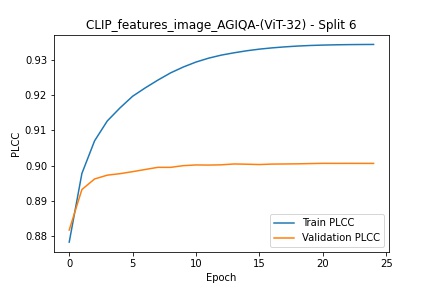 CLIP_features_image_AGIQA-(ViT-32) - Split 6
PLCC
0.93
0.92
0.91
0.90
0.89
0.88
0
5
10
15
20
25
Epoch
Train PLCC
Validation PLCC